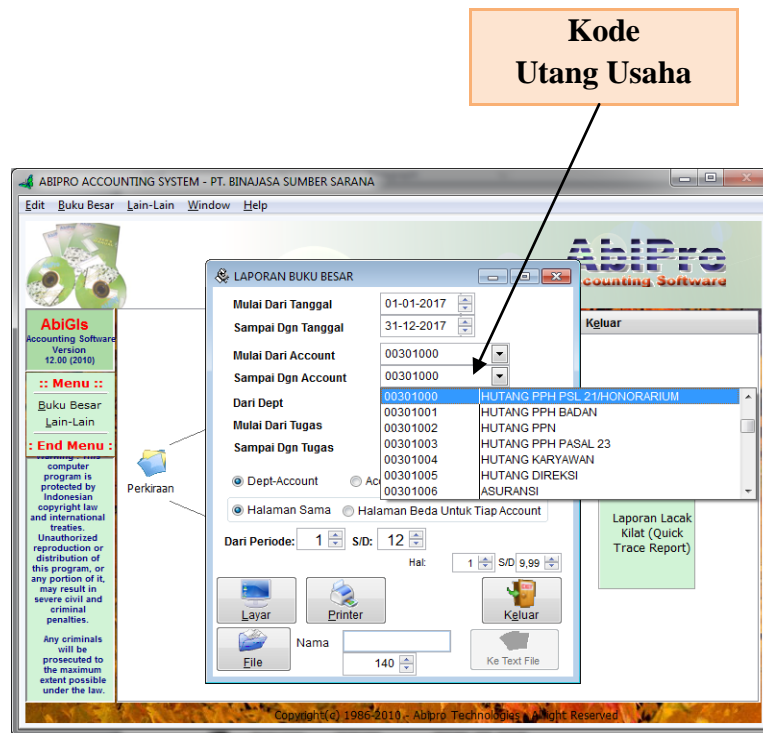 Kode
Utang Usaha
ABIPRO ACCOUNTING SYSTEM - PT. BINAJASA SUMBER SARANA
Edit Buku Besar Lain-Lain Window Help
AbiPro
counting Software
AbiGls
Accounting Software
Version
12.00 (2010)
:: Menu ::
Buku Besar
Lain-Lain
: End Menu :
Warning : This
computer
program is
protected by
Indonesian
copyright law
and international
treaties.
Unauthorized
reproduction or
distribution of
this program, or
any portion of it,
may result in
severe civil and
criminal
penalties.
Any criminals
will be
prosecuted to
the maximum
extent possible
under the law.
Perkiraan
LAPORAN BUKU BESAR
Mulai Dari Tanggal 01-01-2017
Sampai Dgn Tanggal 31-12-2017
Mulai Dari Account 00301000
Sampai Dgn Account 00301000
Dari Dept
Mulai Dari Tugas
Sampai Dgn Tugas
00301000 HUTANG PPH PSL 21/HONORARIUM
00301001 HUTANG PPH BADAN
00301002 HUTANG PPN
00301003 HUTANG PPH PASAL 23
00301004 HUTANG KARYAWAN
00301005 HUTANG DIREKSI
00301006 ASURANSI
Dept-Account Ac
Halaman Sama Halaman Beda Untuk Tiap Account
Dari Periode: 1 S/D: 12
Hal: 1 S/D 9,99
Layar Printer Keluar
File Nama 140 Ke Text File
Keluar
Laporan Lacak
Kilat (Quick
Trace Report)
Copyright(c) 1986-2010 - Abipro Technologies - All right Reserved